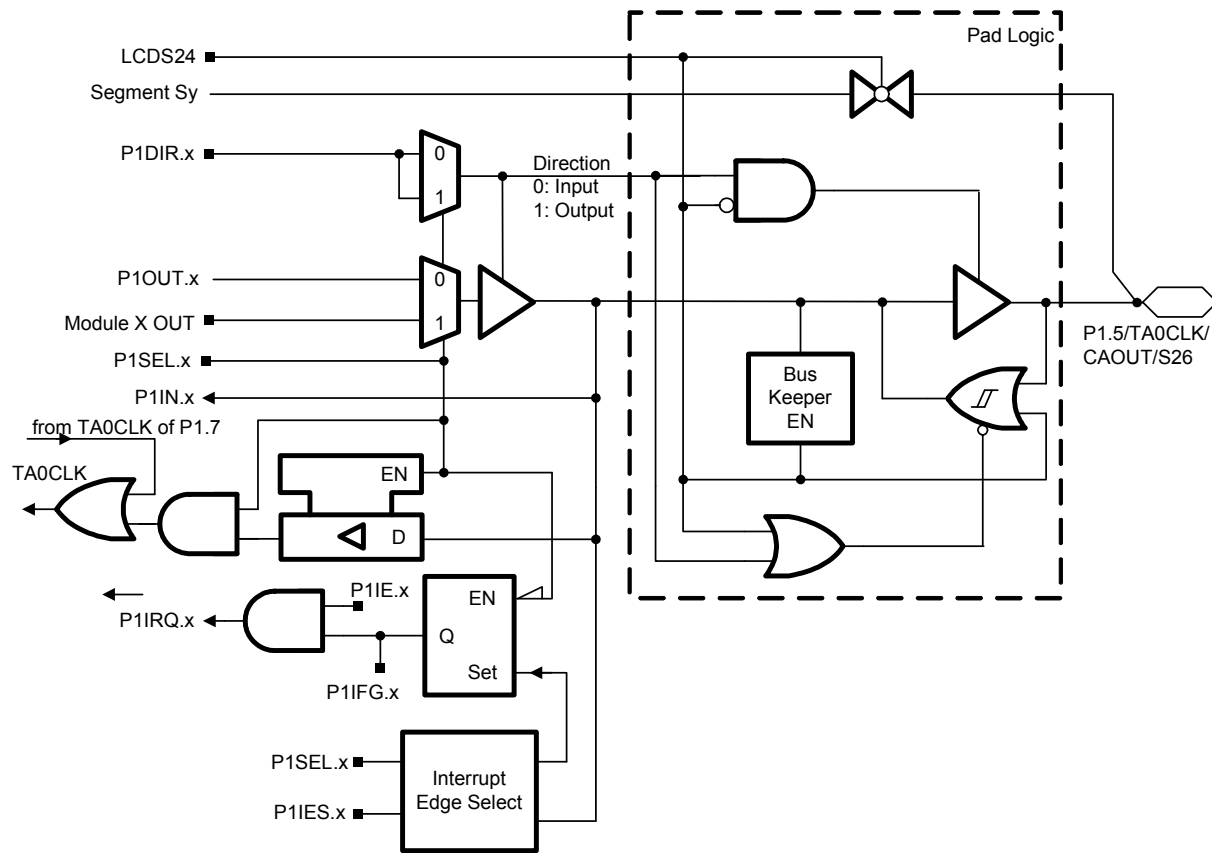 Pad Logic
LCDS24
Segment Sy
P1DIR.x
0
1
Direction
0: Input
1: Output
P1OUT.x
0
Module X OUT
1
P1SEL.x
P1IN.x
P1.5/TA0CLK/
CAOUT/S26
Bus
Keeper
EN
from TA0CLK of P1.7
TA0CLK
EN
D
P1IE.x
P1IRQ.x
EN
Q
Set
P1IFG.x
P1SEL.x
P1IES.x
Interrupt
Edge Select